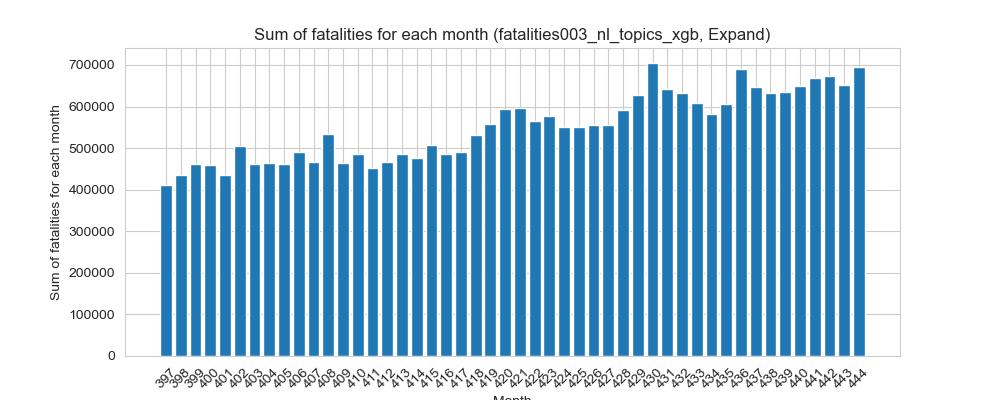 Sum of fatalities for each month (fatalities003_nl_topics_xgb, Expand)
Sum of fatalities for each month
700000
600000
500000
400000
300000
200000
100000
0
397 398 399 400 401 402 403 404 405 406 407 408 409 410 411 412 413 414 415 416 417 418 419 420 421 422 423 424 425 426 427 428 429 430 431 432 433 434 435 436 437 438 439 440 441 442 443 444
Month